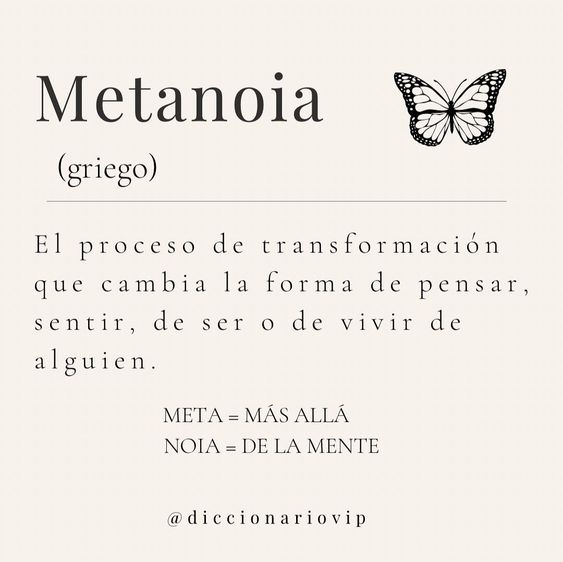 Metanoia
(griego)
El proceso de transformación
que cambia la forma de pensar,
sentir, de ser o de vivir de
alguien.
META = MÁS ALLÁ
NOIA = DE LA MENTE
@diccionariovip